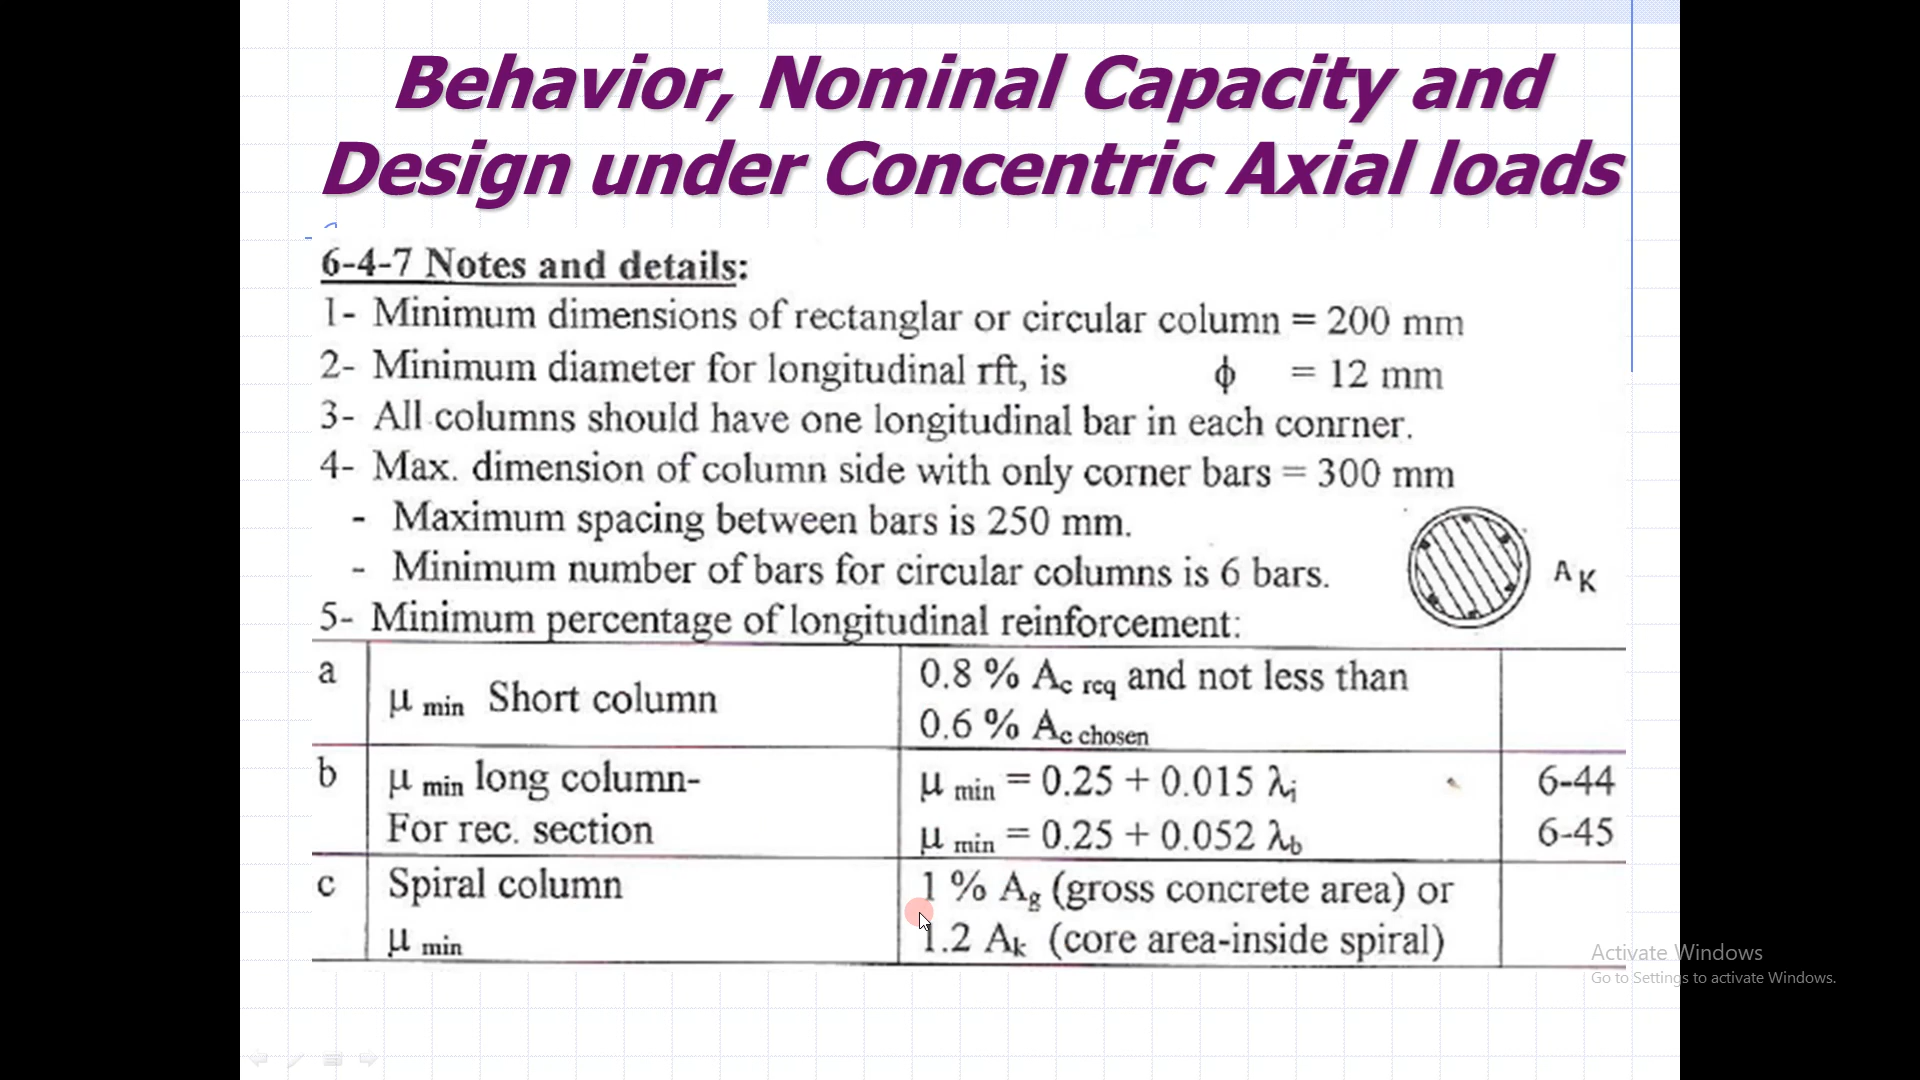 Behavior, Nominal Capacity and
Design under Concentric Axial loads
6-4-7 Notes and details:
1- Minimum dimensions of rectanglar or circular column = 200 mm
2- Minimum diameter for longitudinal rft, is ϕ = 12 mm
3- All columns should have one longitudinal bar in each conrner.
4- Max. dimension of column side with only corner bars = 300 mm
- Maximum spacing between bars is 250 mm.
- Minimum number of bars for circular columns is 6 bars.
A K
5- Minimum percentage of longitudinal reinforcement:
a μ min Short column 0.8 % Ac req and not less than
0.6 % Ac chosen
b μ min long column- μ min = 0.25 + 0.015 λi 6-44
For rec. section μ min = 0.25 + 0.052 λb 6-45
c Spiral column 1 % Ag (gross concrete area) or
μ min 1.2 Ak (core area-inside spiral)
Activate Windows
Go to Settings to activate Windows.